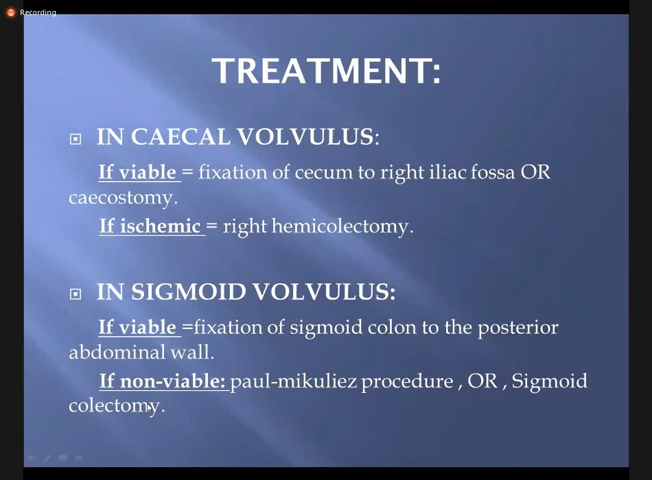 Recording
TREATMENT:
IN CAECAL VOLVULUS:
If viable = fixation of cecum to right iliac fossa OR
caecostomy.
If ischemic = right hemicolectomy.
IN SIGMOID VOLVULUS:
If viable =fixation of sigmoid colon to the posterior
abdominal wall.
If non-viable: paul-mikuliez procedure , OR , Sigmoid
colectomy.